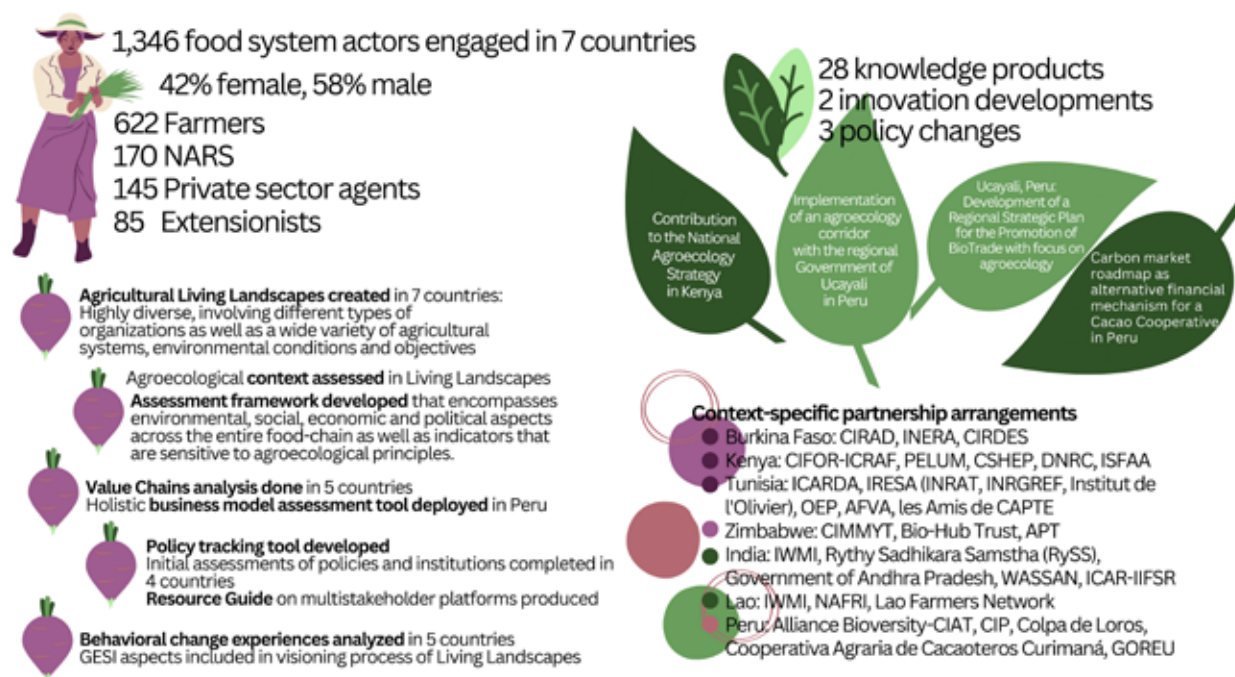 1,346 food system actors engaged in 7 countries
42% female, 58% male
622 Farmers
170 NARS
145 Private sector agents
85 Extensionists
Agricultural Living Landscapes created in 7 countries:
Highly diverse, involving different types of
organizations as well as a wide variety of agricultural
systems, environmental conditions and objectives
Agroecological context assessed in Living Landscapes
Assessment framework developed that encompasses
environmental, social, economic and political aspects
across the entire food-chain as well as indicators that
are sensitive to agroecological principles.
Value Chains analysis done in 5 countries
Holistic business model assessment tool deployed in Peru
Policy tracking tool developed
Initial assessments of policies and institutions completed in
4 countries
Resource Guide on multistakeholder platforms produced
Behavioral change experiences analyzed in 5 countries
GESI aspects included in visioning process of Living Landscapes
28 knowledge products
2 innovation developments
3 policy changes
Contribution
to the National
Agroecology
Strategy
in Kenya
Implementation
of an agroecology
corridor
with the regional
Government of
Ucayali
in Peru
Ucayali, Peru:
Development of a
Regional Strategic Plan
for the Promotion of
BioTrade with focus on
agroecology
Carbon market
roadmap as
alternative financial
mechanism for a
Cacao Cooperative
in Peru
Context-specific partnership arrangements
Burkina Faso: CIRAD, INERA, CIRDES
Kenya: CIFOR-ICRAF, PELUM, CSHEP, DNRC, ISFAA
Tunisia: ICARDA, IRESA (INRAT, INRGREF, Institut de
l'Olivier), OEP, AFVA, les Amis de CAPTE
Zimbabwe: CIMMYT, Bio-Hub Trust, APT
India: IWMI, Rythy Sadhikara Samstha (RySS),
Government of Andhra Pradesh, WASSAN, ICAR-IIFSR
Lao: IWMI, NAFRI, Lao Farmers Network
Peru: Alliance Bioversity-CIAT, CIP, Colpa de Loros,
Cooperativa Agraria de Cacaoteros Curimaná, GOREU